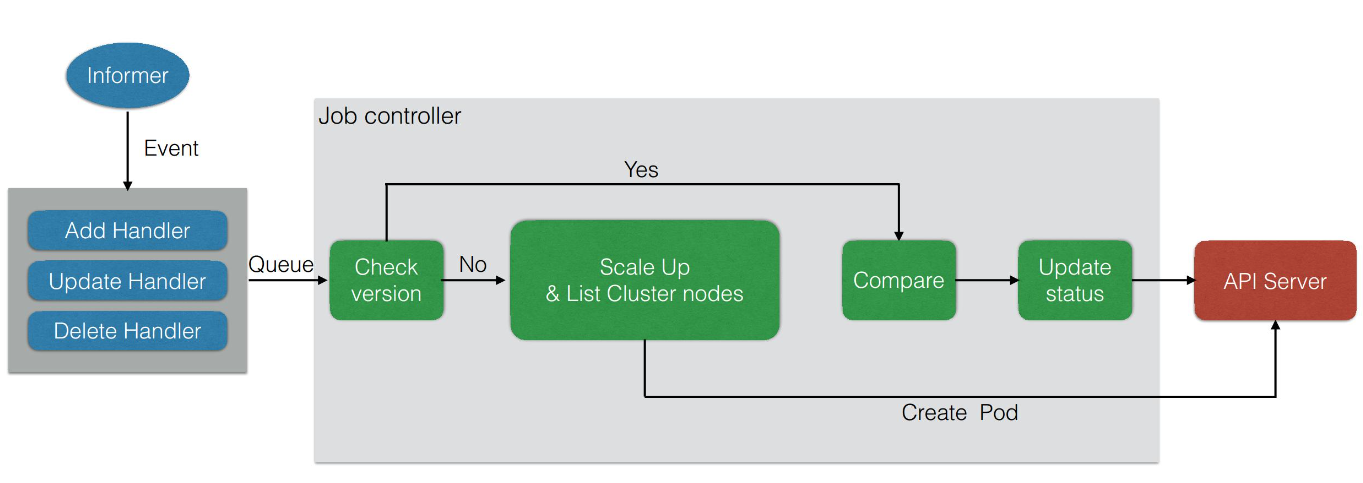 Informer
Event
Add Handler
Update Handler
Delete Handler
Queue
Job controller
Yes
Check
version
No
Scale Up
& List Cluster nodes
Compare
Update
status
API Server
Create Pod